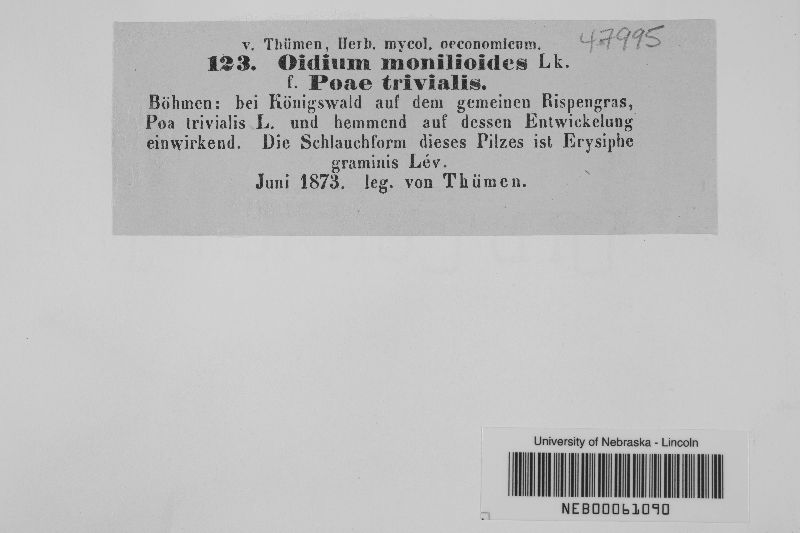 v. Thümen, Herb. mycol. oeconomicum.
47995
123. Oidium monilioides Lk.
f. Poae trivialis.
Böhmen: bei Königswald auf dem gemeinen Rispengras,
Poa trivialis L. und hemmend auf dessen Entwickelung
einwirkend. Die Schlauchform dieses Pilzes ist Erysiphe
graminis Lév.
Juni 1873. leg. von Thümen.
University of Nebraska - Lincoln
NEB00061090